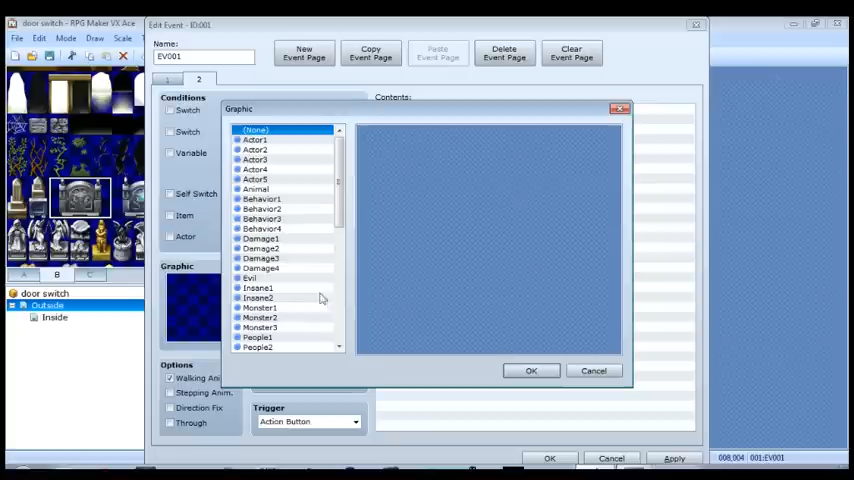 door switch - RPG Maker VX Ace
File Edit Mode Draw Scale
Edit Event - ID:001
Name:
EV001
New Event Page
Copy Event Page
Paste Event Page
Delete Event Page
Clear Event Page
1 2
Conditions
Switch
Switch
Variable
Self Switch
Item
Actor
Contents:
Graphic
(None)
Actor1
Actor2
Actor3
Actor4
Actor5
Animal
Behavior1
Behavior2
Behavior3
Behavior4
Damage1
Damage2
Damage3
Damage4
Evil
Insane1
Insane2
Monster1
Monster2
Monster3
People1
People2
OK Cancel
A B C
door switch
Outside
Inside
Graphic
Options
Walking Ani
Stepping Anim.
Direction Fix
Through
Trigger
Action Button
OK Cancel Apply
008,004 001:EV001